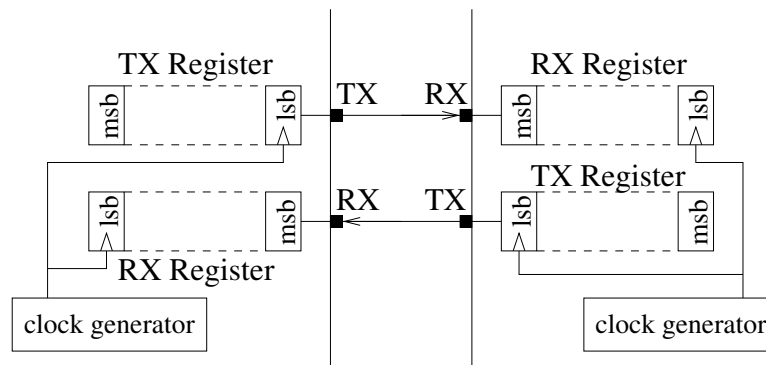 TX Register
RX Register
msb
lsb
TX
RX
msb
lsb
lsb
msb
RX
TX
TX Register
lsb
msb
RX Register
clock generator
clock generator